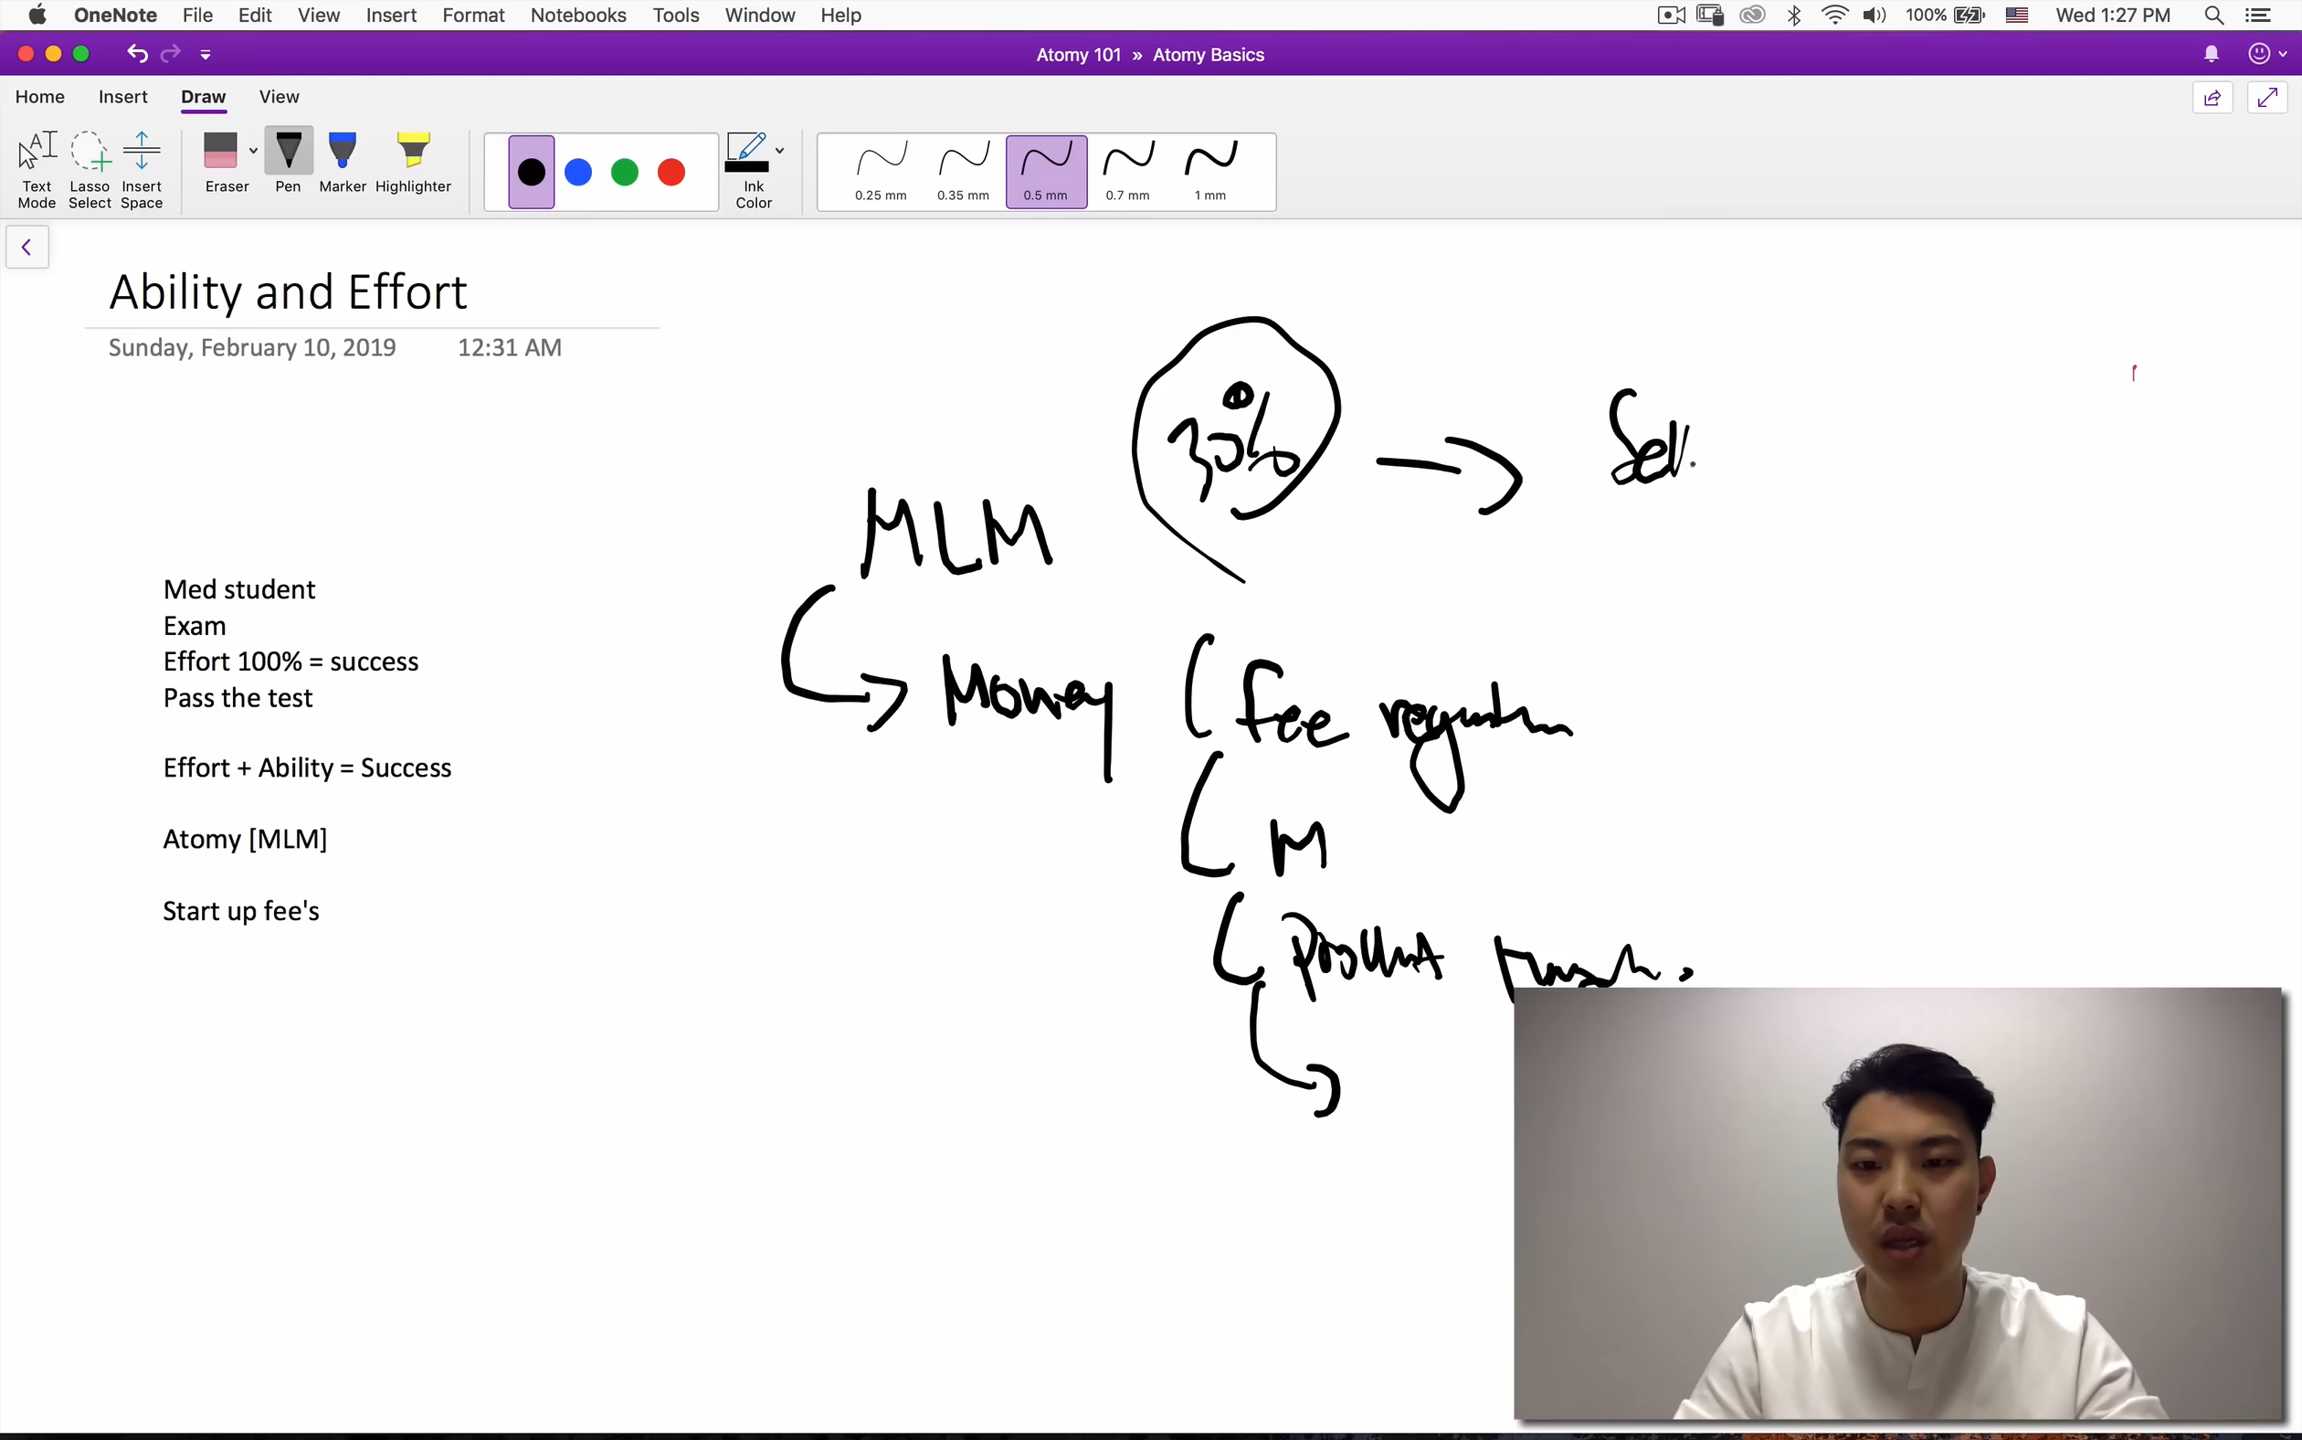 OneNote File Edit View Insert Format Notebooks Tools Window Help 100% Wed 1:27 PM
Atomy 101 » Atomy Basics
Home Insert Draw View
Text Mode Lasso Select Insert Space Eraser Pen Marker Highlighter Ink Color 0.25 mm 0.35 mm 0.5 mm 0.7 mm 1 mm
Ability and Effort
Sunday, February 10, 2019 12:31 AM
30%
Sell
MLM
Med student
Exam
Effort 100% = success
Pass the test
Money
fee
Effort + Ability = Success
Atomy [MLM]
M
Start up fee's
product